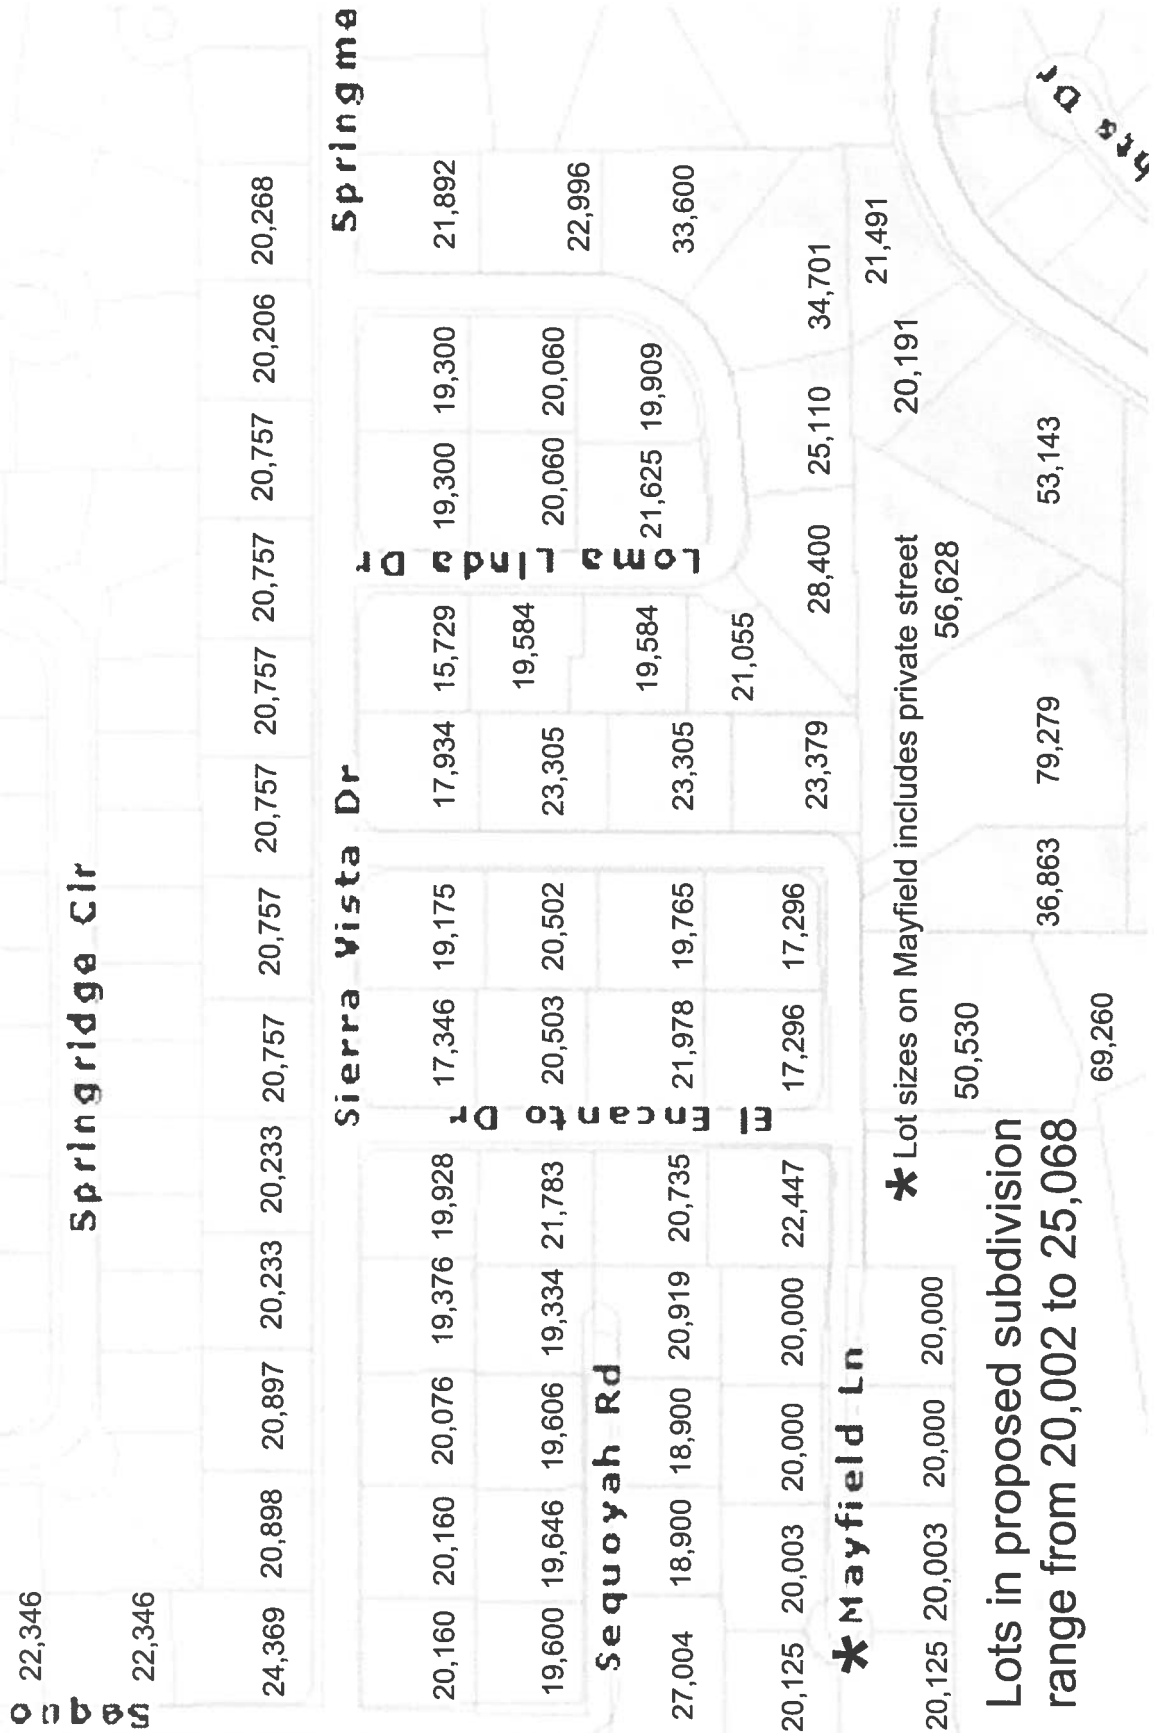 Sequo
22,346
22,346
Springridge Cir
24,369 20,898 20,897 20,233 20,233 20,757 20,757 20,757 20,757 20,757 20,757 20,206 20,268
Sierra Vista Dr
Springme
20,160 20,160 20,076 19,376 19,928 17,346 19,175 17,934 15,729 19,300 19,300 21,892
19,600 19,646 19,606 19,334 21,783 20,503 20,502 23,305 19,584 20,060 20,060 22,996
El Encanto Dr
Loma Linda Dr
Sequoyah Rd
27,004 18,900 18,900 20,919 20,735 21,978 19,765 23,305 19,584 21,625 19,909 33,600
21,055
20,125 20,003 20,000 20,000 22,447 17,296 17,296 23,379 28,400 25,110 34,701
*Mayfield Ln
21,491
* Lot sizes on Mayfield includes private street
20,125 20,003 20,000 20,000
20,191
50,530
56,628
36,863 79,279 53,143
69,260
Lots in proposed subdivision
range from 20,002 to 25,068
hts Dr